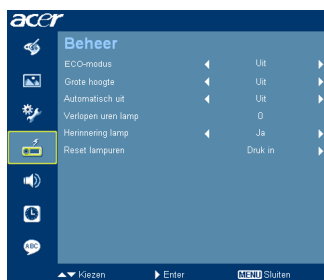 acer
Beheer
ECO-modus Uit
Grote hoogte Uit
Automatisch uit Uit
Verlopen uren lamp 0
Herinnering lamp Ja
Reset lampuren Druk in
ABC
Kiezen Enter MENU Sluiten